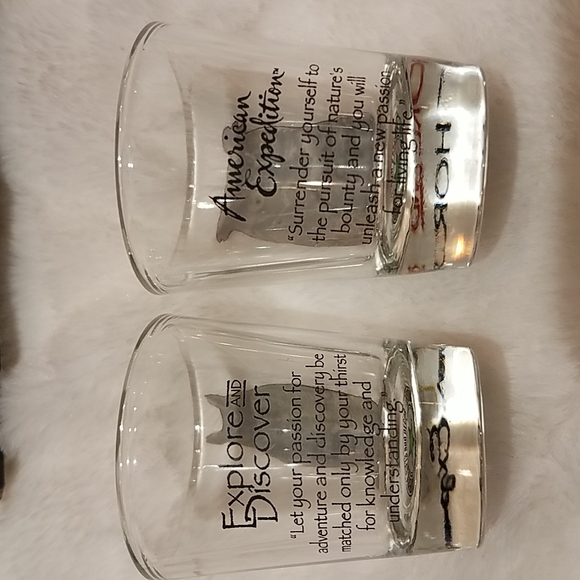 American
Expedition™
"Surrender yourself to
the pursuit of nature's
bounty and you will
unleash a new passion
for living life."
Explore AND
Discover
"Let your passion for
adventure and discovery be
matched only by your thirst
for knowledge and
understanding."